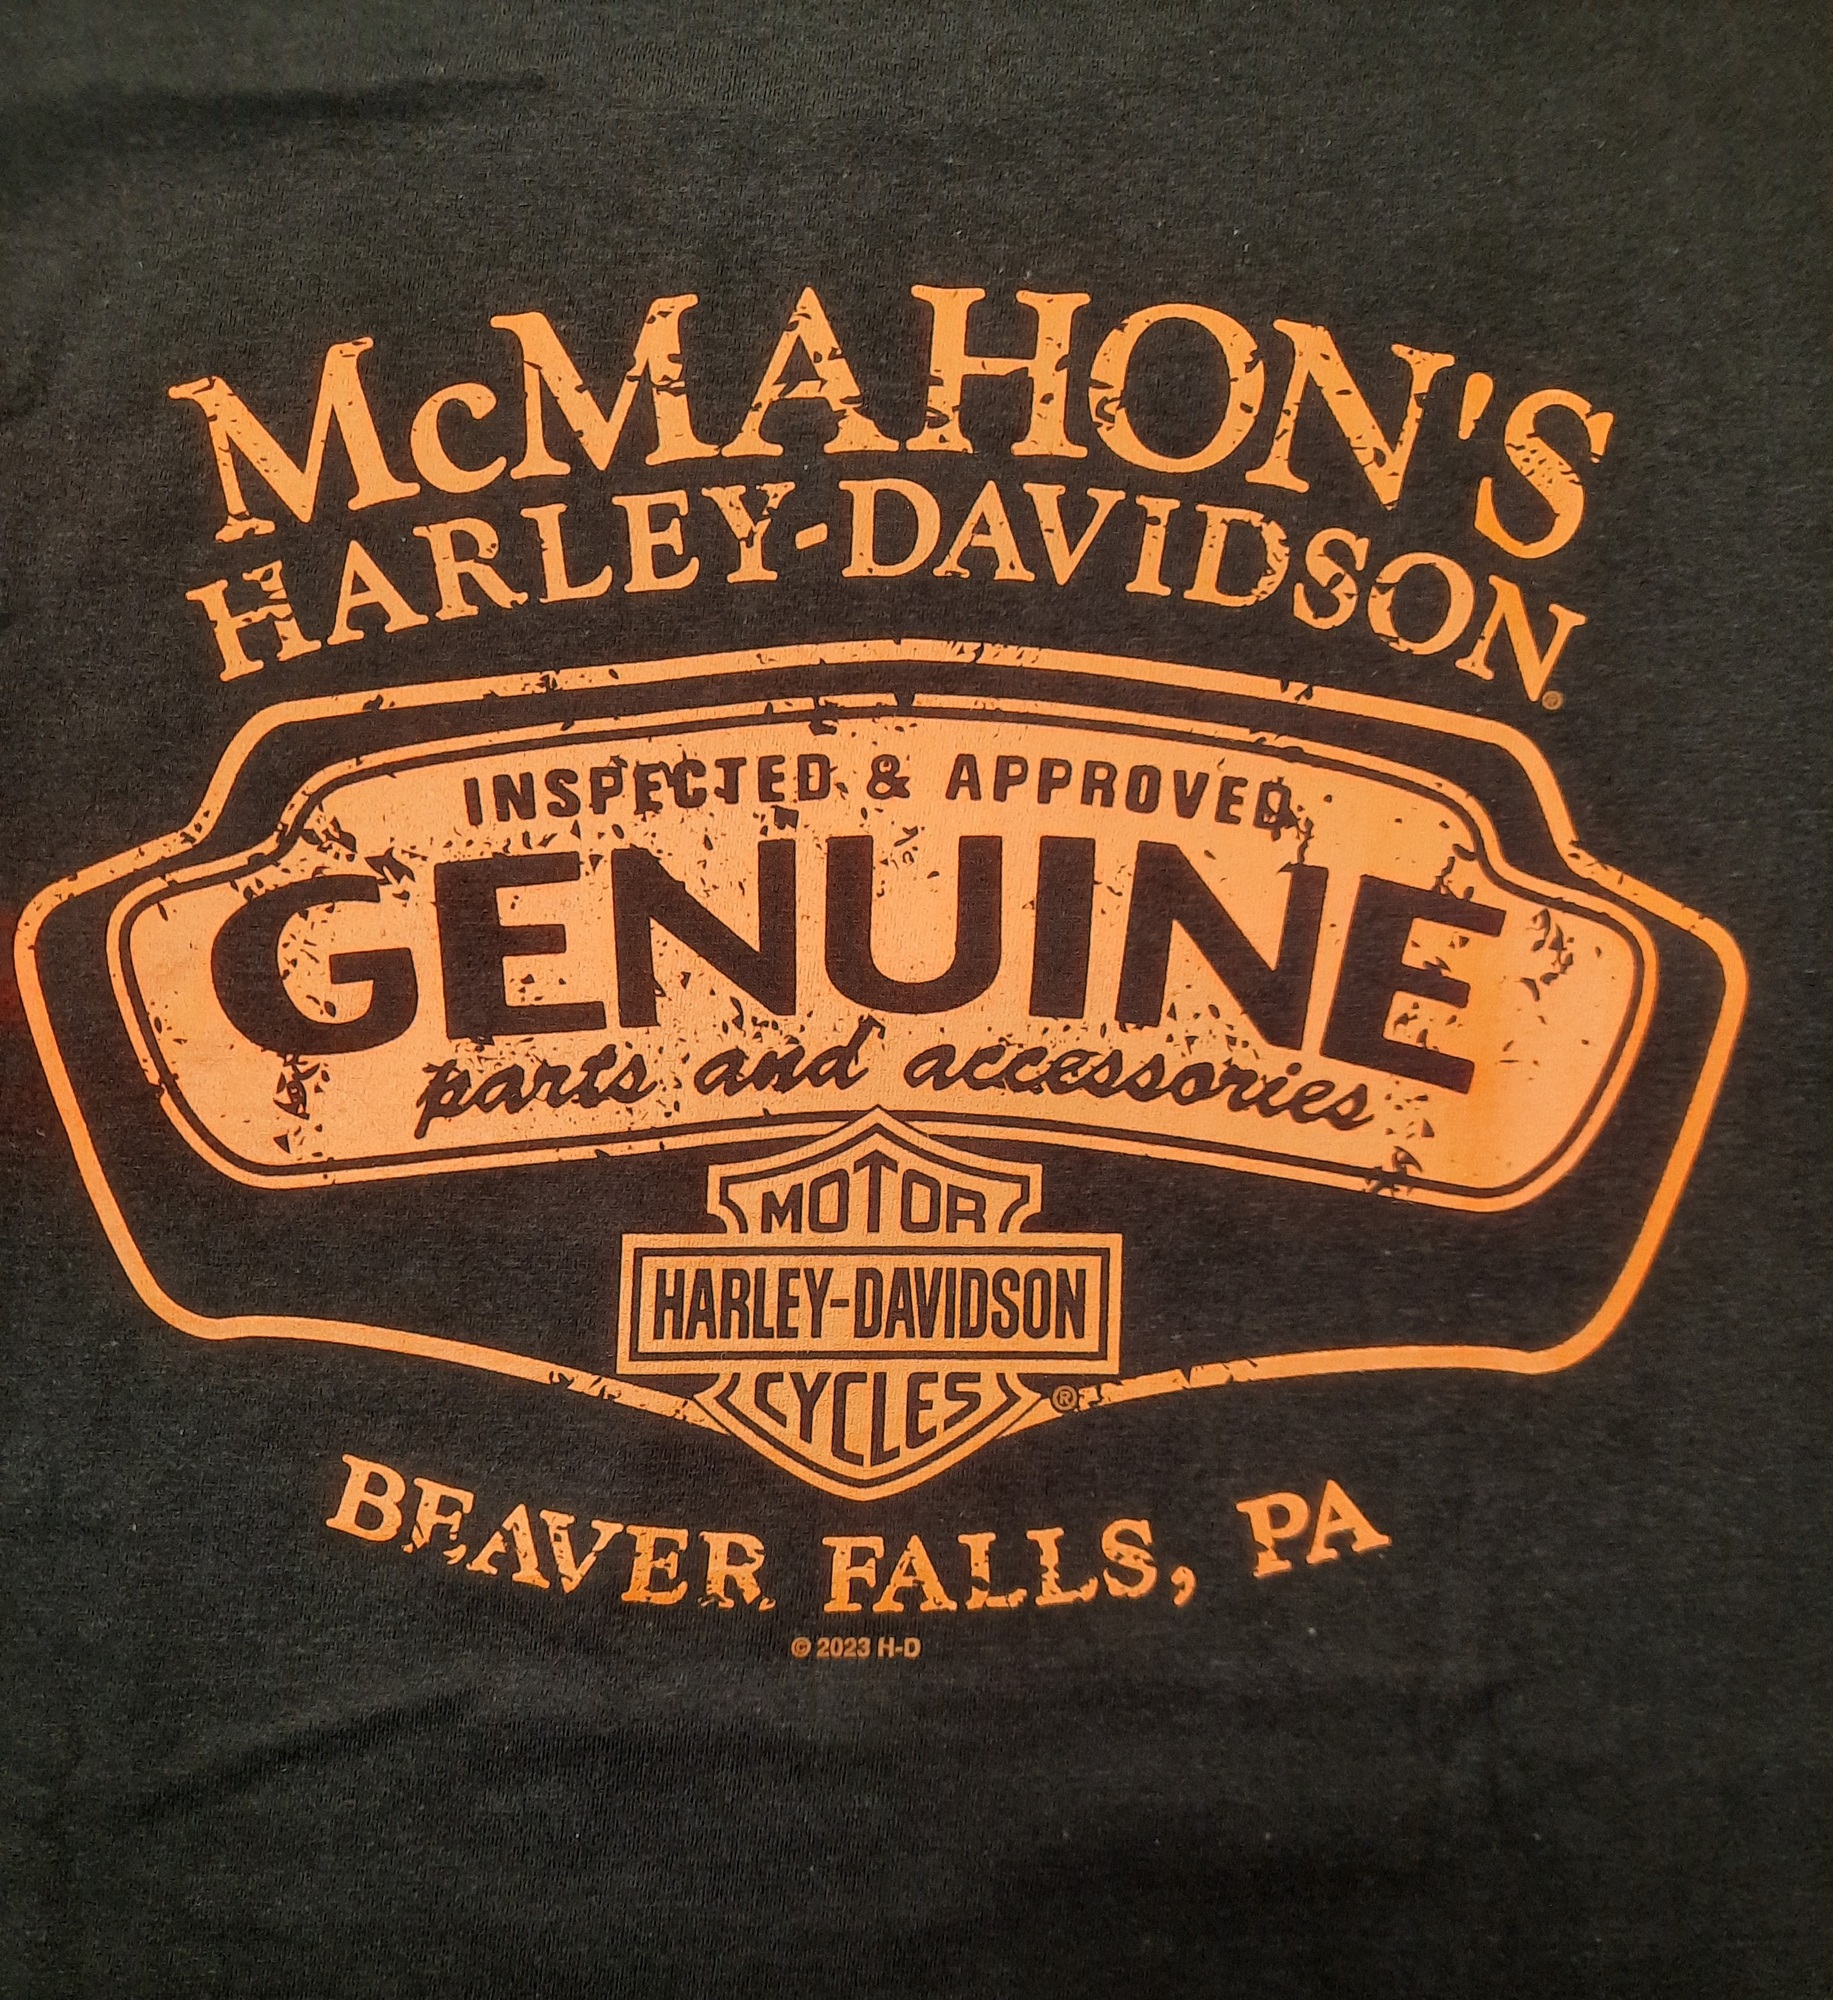 McMAHON'S
HARLEY-DAVIDSON®
INSPECTED & APPROVED
GENUINE
parts and accessories
MOTOR
HARLEY-DAVIDSON
CYCLES ®
BEAVER FALLS, PA
© 2023 H-D